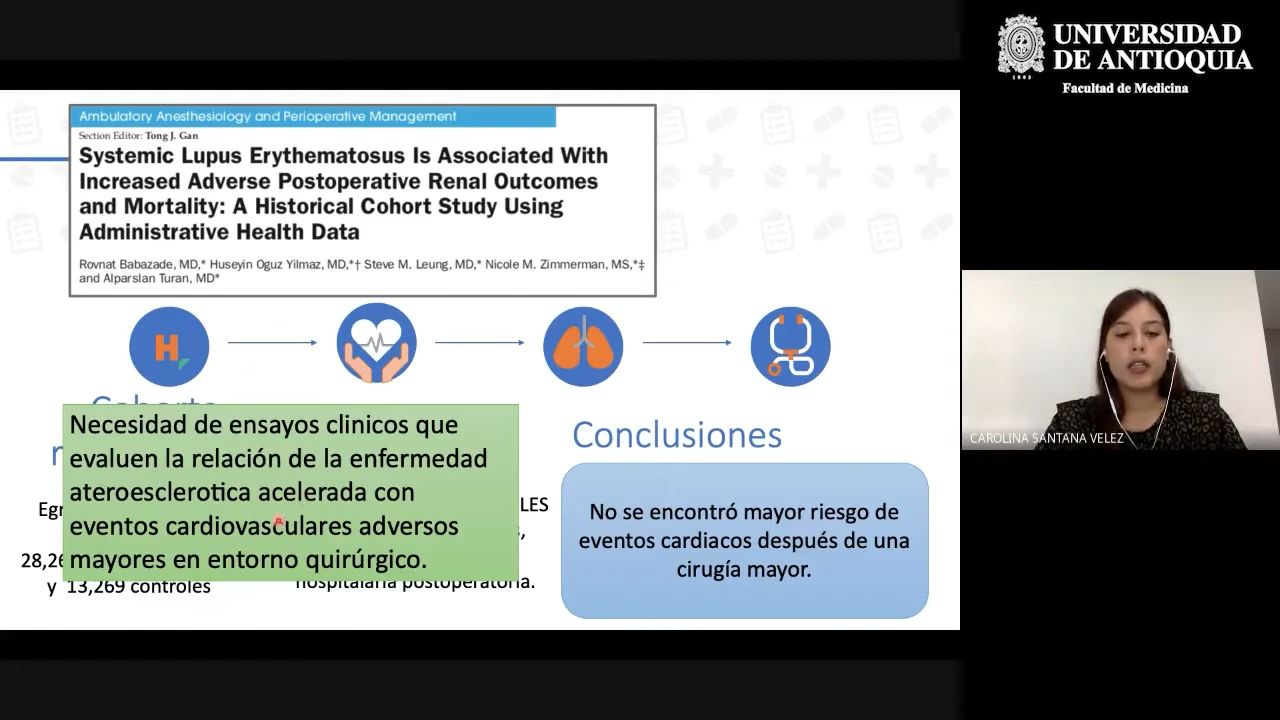 UNIVERSIDAD
DE ANTIOQUIA
1803
Facultad de Medicina
Ambulatory Anesthesiology and Perioperative Management
Section Editor: Tong J. Gan
Systemic Lupus Erythematosus Is Associated With
Increased Adverse Postoperative Renal Outcomes
and Mortality: A Historical Cohort Study Using
Administrative Health Data
Rovnat Babazade, MD,* Huseyin Oguz Yilmaz, MD,*† Steve M. Leung, MD,* Nicole M. Zimmerman, MS,*‡
and Alparslan Turan, MD*
H
Necesidad de ensayos clinicos que
evaluen la relación de la enfermedad
ateroesclerotica acelerada con
eventos cardiovasculares adversos
mayores en entorno quirúrgico.
y 13,269 controles
hospitalaria postoperatoria.
Conclusiones
No se encontró mayor riesgo de
eventos cardiacos después de una
cirugía mayor.
CAROLINA SANTANA VELEZ